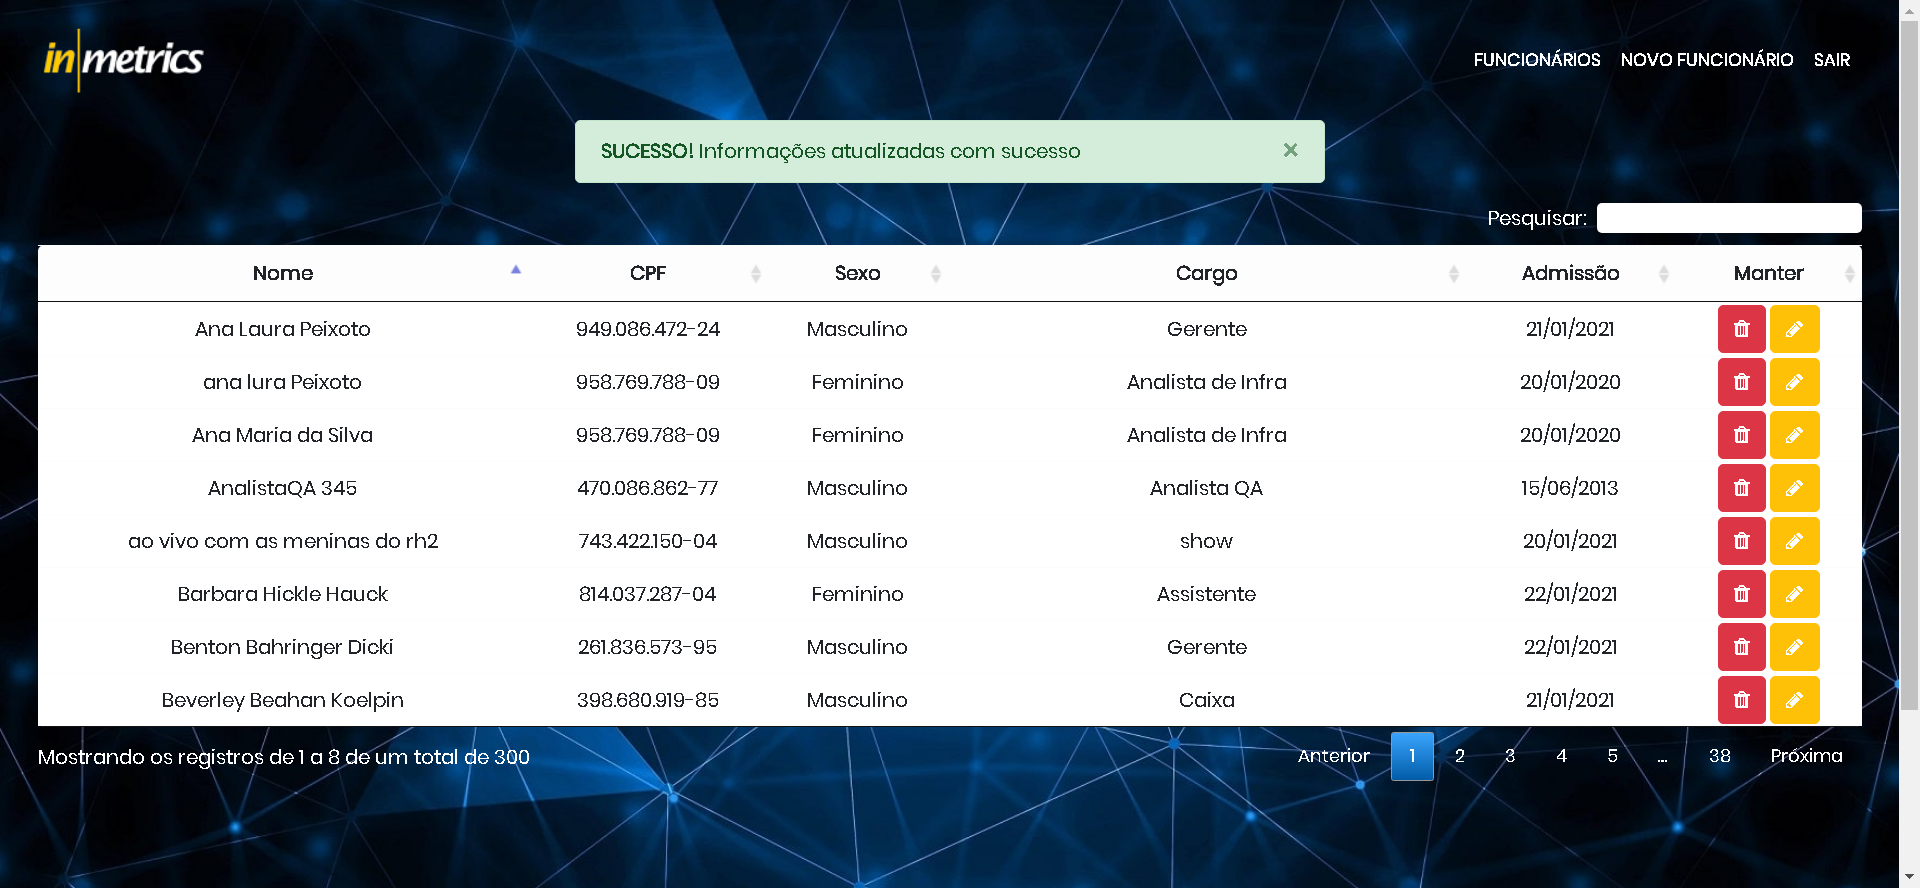 in|metrics
FUNCIONÁRIOS NOVO FUNCIONÁRIO SAIR
SUCESSO! Informações atualizadas com sucesso ×
Pesquisar:
Nome CPF Sexo Cargo Admissão Manter
Ana Laura Peixoto 949.086.472-24 Masculino Gerente 21/01/2021
ana lura Peixoto 958.769.788-09 Feminino Analista de Infra 20/01/2020
Ana Maria da Silva 958.769.788-09 Feminino Analista de Infra 20/01/2020
AnalistaQA 345 470.086.862-77 Masculino Analista QA 15/06/2013
ao vivo com as meninas do rh2 743.422.150-04 Masculino show 20/01/2021
Barbara Hickle Hauck 814.037.287-04 Feminino Assistente 22/01/2021
Benton Bahringer Dicki 261.836.573-95 Masculino Gerente 22/01/2021
Beverley Beahan Koelpin 398.680.919-85 Masculino Caixa 21/01/2021
Mostrando os registros de 1 a 8 de um total de 300 Anterior 1 2 3 4 5 … 38 Próxima